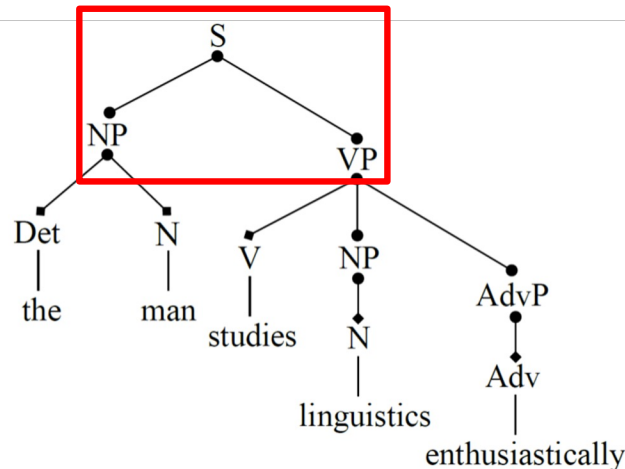 S
NP
VP
Det N V NP AdvP
the man studies N Adv
linguistics
enthusiastically